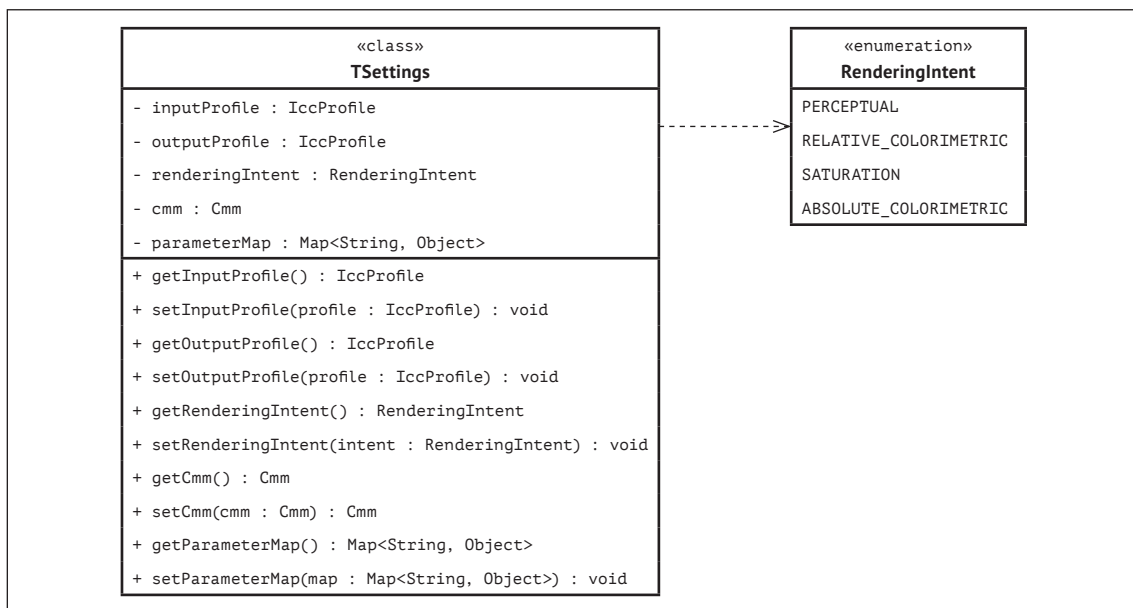 «class»
TSettings
- inputProfile : IccProfile
- outputProfile : IccProfile
- renderingIntent : RenderingIntent
- cmm : Cmm
- parameterMap : Map<String, Object>
+ getInputProfile() : IccProfile
+ setInputProfile(profile : IccProfile) : void
+ getOutputProfile() : IccProfile
+ setOutputProfile(profile : IccProfile) : void
+ getRenderingIntent() : RenderingIntent
+ setRenderingIntent(intent : RenderingIntent) : void
+ getCmm() : Cmm
+ setCmm(cmm : Cmm) : Cmm
+ getParameterMap() : Map<String, Object>
+ setParameterMap(map : Map<String, Object>) : void
«enumeration»
RenderingIntent
PERCEPTUAL
RELATIVE_COLORIMETRIC
SATURATION
ABSOLUTE_COLORIMETRIC